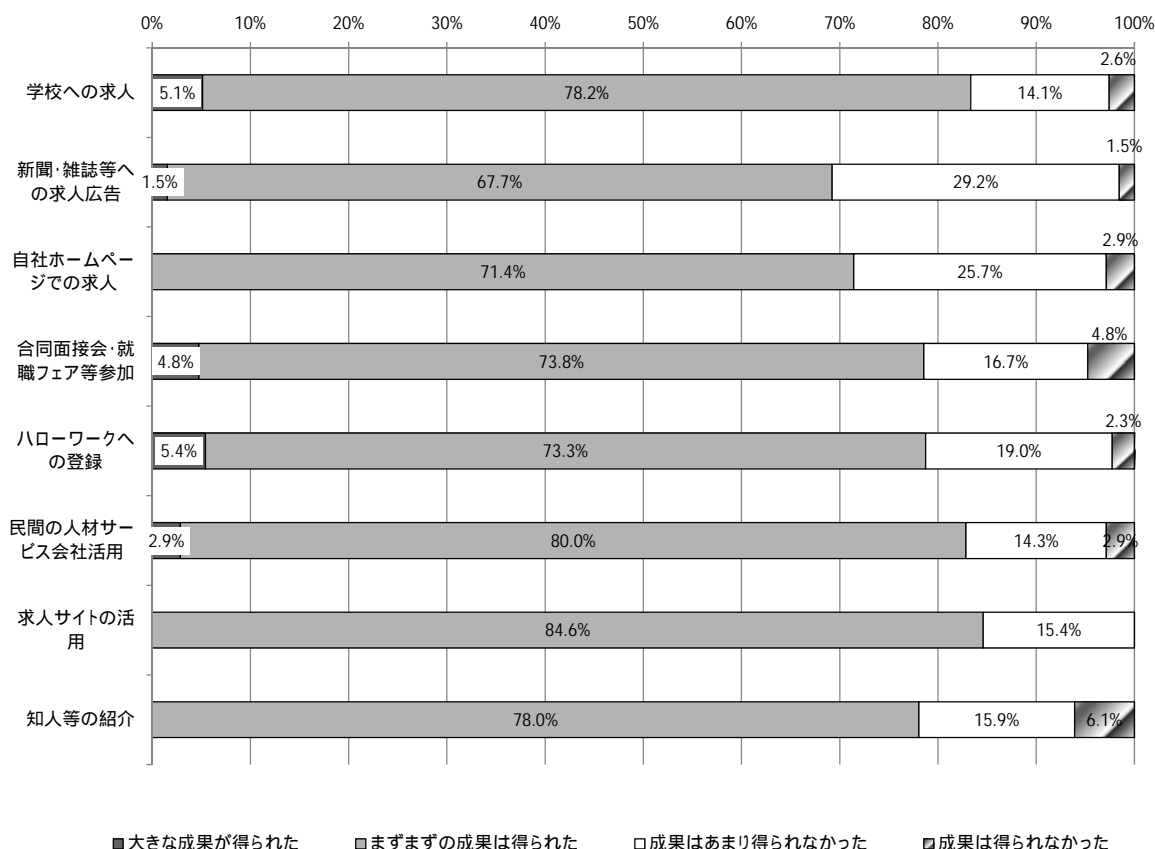 0% 10% 20% 30% 40% 50% 60% 70% 80% 90% 100%
2.6%
学校への求人 5.1% 78.2% 14.1%
1.5%
新聞・雑誌等へ
の求人広告
1.5% 67.7% 29.2%
2.9%
自社ホームペー
ジでの求人
71.4% 25.7%
4.8%
合同面接会・就
職フェア等参加
4.8% 73.8% 16.7%
2.3%
ハローワークへ
の登録
5.4% 73.3% 19.0%
民間の人材サー
ビス会社活用
2.9% 80.0% 14.3% 2.9%
求人サイトの活
用
84.6% 15.4%
知人等の紹介 78.0% 15.9% 6.1%
大きな成果が得られた まずまずの成果は得られた 成果はあまり得られなかった 成果は得られなかった